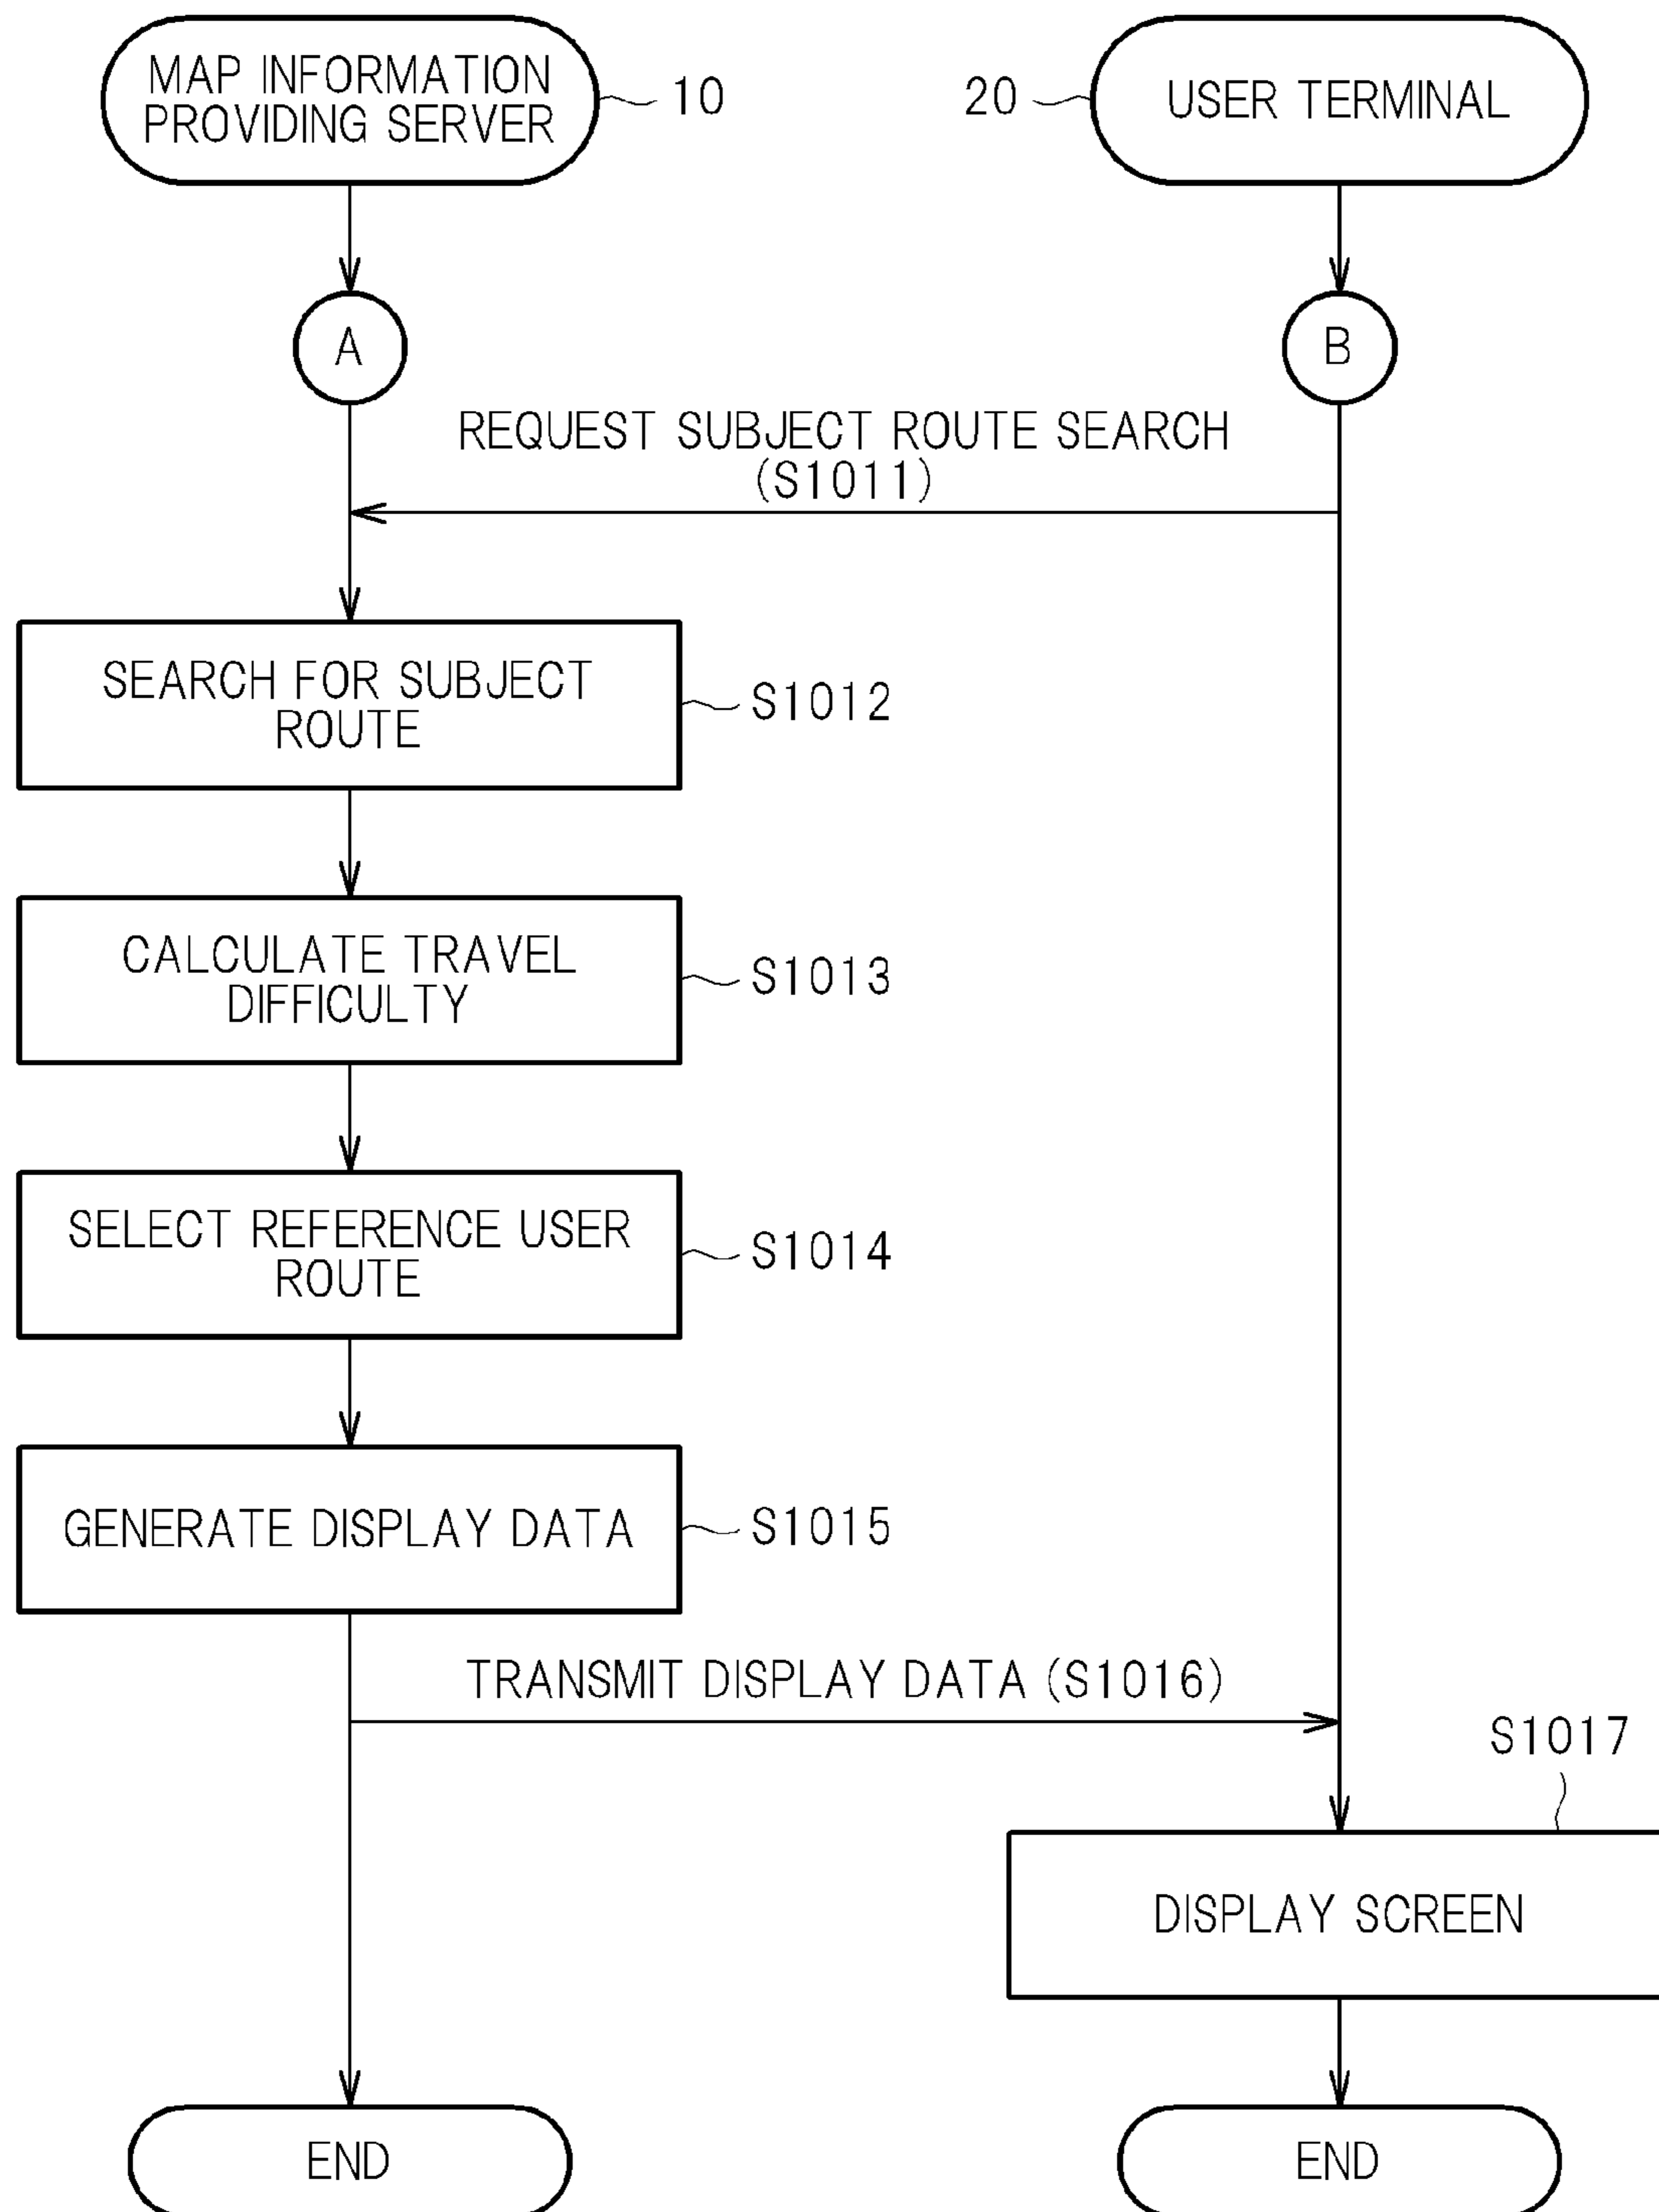 MAP INFORMATION
PROVIDING SERVER
10
20
USER TERMINAL
A
B
REQUEST SUBJECT ROUTE SEARCH
(S1011)
SEARCH FOR SUBJECT
ROUTE
S1012
CALCULATE TRAVEL
DIFFICULTY
S1013
SELECT REFERENCE USER
ROUTE
S1014
GENERATE DISPLAY DATA
S1015
TRANSMIT DISPLAY DATA (S1016)
S1017
DISPLAY SCREEN
END
END